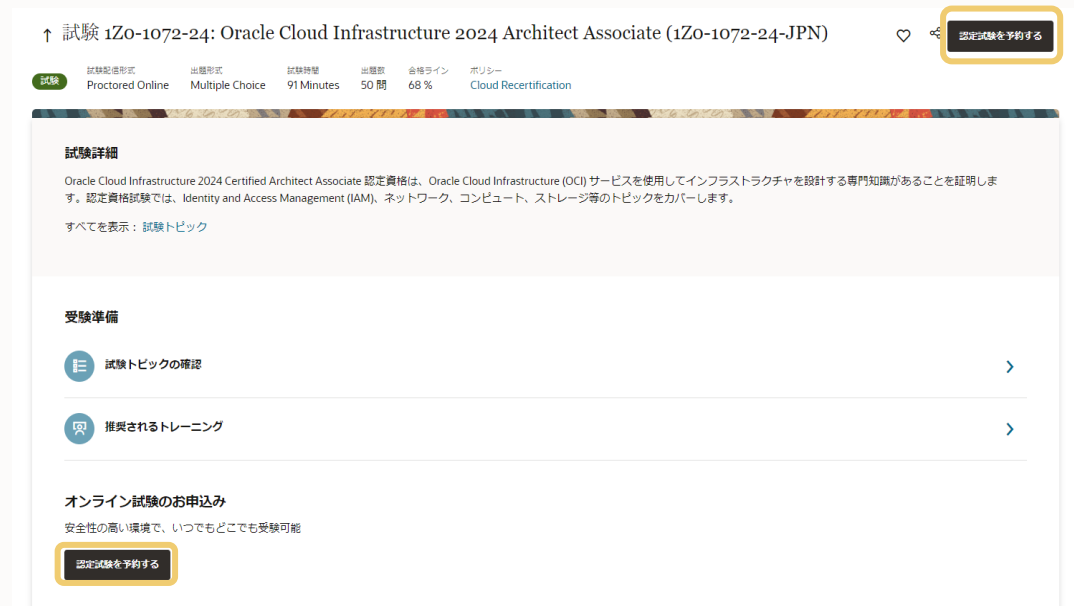 試験 1Z0-1072-24: Oracle Cloud Infrastructure 2024 Architect Associate (1Z0-1072-24-JPN)
認定試験を予約する
試験
試験配信形式
Proctored Online
出題形式
Multiple Choice
試験時間
91 Minutes
出題数
50 問
合格ライン
68 %
ポリシー
Cloud Recertification
試験詳細
Oracle Cloud Infrastructure 2024 Certified Architect Associate 認定資格は、Oracle Cloud Infrastructure (OCI) サービスを使用してインフラストラクチャを設計する専門知識があることを証明しま
す。認定資格試験では、Identity and Access Management (IAM)、ネットワーク、コンピュート、ストレージ等のトピックをカバーします。
すべてを表示： 試験トピック
受験準備
試験トピックの確認
推奨されるトレーニング
オンライン試験のお申込み
安全性の高い環境で、いつでもどこでも受験可能
認定試験を予約する